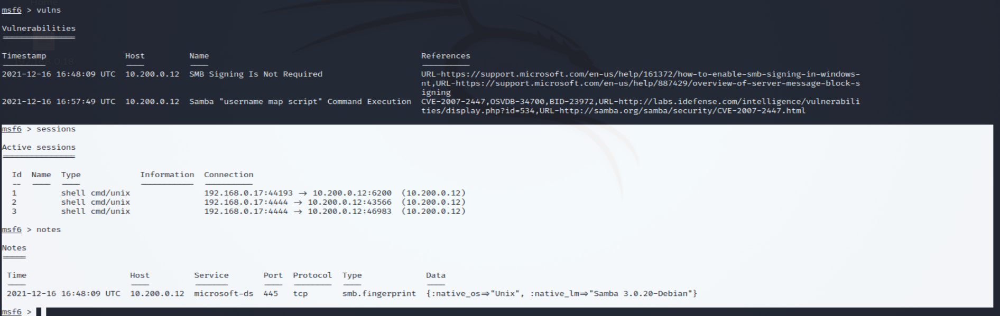 Home
msf6 > vulns
Vulnerabilities
===============
Timestamp Host Name References
2021-12-16 16:48:09 UTC 10.200.0.12 SMB Signing Is Not Required URL-https://support.microsoft.com/en-us/help/161372/how-to-enable-smb-signing-in-windows-
nt,URL-https://support.microsoft.com/en-us/help/887429/overview-of-server-message-block-s
igning
2021-12-16 16:57:49 UTC 10.200.0.12 Samba "username map script" Command Execution CVE-2007-2447,OSVDB-34700,BID-23972,URL-http://labs.idefense.com/intelligence/vulnerabili
ties/display.php?id=534,URL-http://samba.org/samba/security/CVE-2007-2447.html
msf6 > sessions
Active sessions
===============
Id Name Type Information Connection
-- ---- ---- ----------- ----------
1 shell cmd/unix 192.168.0.17:44193 → 10.200.0.12:6200 (10.200.0.12)
2 shell cmd/unix 192.168.0.17:4444 → 10.200.0.12:43566 (10.200.0.12)
3 shell cmd/unix 192.168.0.17:4444 → 10.200.0.12:46983 (10.200.0.12)
msf6 > notes
Notes
=====
Time Host Service Port Protocol Type Data
2021-12-16 16:48:09 UTC 10.200.0.12 microsoft-ds 445 tcp smb.fingerprint {:native_os⇒"Unix", :native_lm⇒"Samba 3.0.20-Debian"}
msf6 >